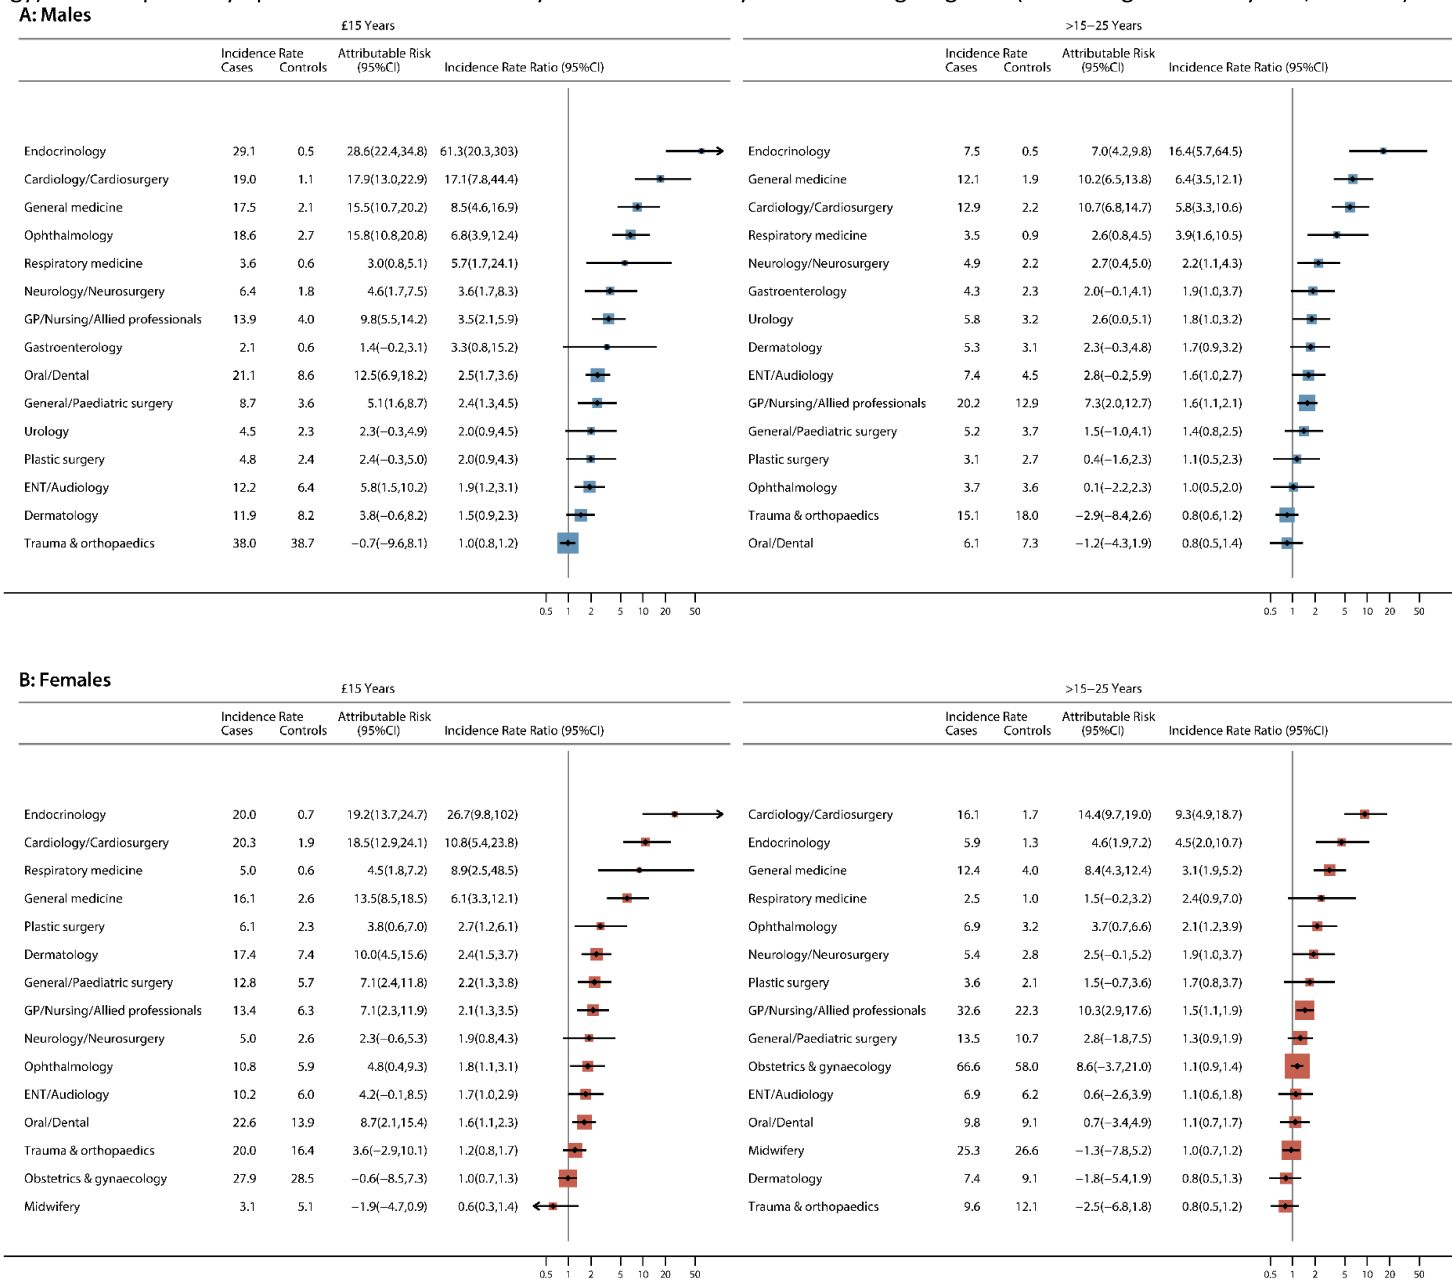 A: Males
£15 Years
Incidence Rate Attributable Risk
Cases Controls (95%CI) Incidence Rate Ratio (95%CI)
Endocrinology 29.1 0.5 28.6(22.4,34.8) 61.3(20.3,303)
Cardiology/Cardiosurgery 19.0 1.1 17.9(13.0,22.9) 17.1(7.8,44.4)
General medicine 17.5 2.1 15.5(10.7,20.2) 8.5(4.6,16.9)
Ophthalmology 18.6 2.7 15.8(10.8,20.8) 6.8(3.9,12.4)
Respiratory medicine 3.6 0.6 3.0(0.8,5.1) 5.7(1.7,24.1)
Neurology/Neurosurgery 6.4 1.8 4.6(1.7,7.5) 3.6(1.7,8.3)
GP/Nursing/Allied professionals 13.9 4.0 9.8(5.5,14.2) 3.5(2.1,5.9)
Gastroenterology 2.1 0.6 1.4(−0.2,3.1) 3.3(0.8,15.2)
Oral/Dental 21.1 8.6 12.5(6.9,18.2) 2.5(1.7,3.6)
General/Paediatric surgery 8.7 3.6 5.1(1.6,8.7) 2.4(1.3,4.5)
Urology 4.5 2.3 2.3(−0.3,4.9) 2.0(0.9,4.5)
Plastic surgery 4.8 2.4 2.4(−0.3,5.0) 2.0(0.9,4.3)
ENT/Audiology 12.2 6.4 5.8(1.5,10.2) 1.9(1.2,3.1)
Dermatology 11.9 8.2 3.8(−0.6,8.2) 1.5(0.9,2.3)
Trauma & orthopaedics 38.0 38.7 −0.7(−9.6,8.1) 1.0(0.8,1.2)
0.5 1 2 5 10 20 50
>15−25 Years
Incidence Rate Attributable Risk
Cases Controls (95%CI) Incidence Rate Ratio (95%CI)
Endocrinology 7.5 0.5 7.0(4.2,9.8) 16.4(5.7,64.5)
General medicine 12.1 1.9 10.2(6.5,13.8) 6.4(3.5,12.1)
Cardiology/Cardiosurgery 12.9 2.2 10.7(6.8,14.7) 5.8(3.3,10.6)
Respiratory medicine 3.5 0.9 2.6(0.8,4.5) 3.9(1.6,10.5)
Neurology/Neurosurgery 4.9 2.2 2.7(0.4,5.0) 2.2(1.1,4.3)
Gastroenterology 4.3 2.3 2.0(−0.1,4.1) 1.9(1.0,3.7)
Urology 5.8 3.2 2.6(0.0,5.1) 1.8(1.0,3.2)
Dermatology 5.3 3.1 2.3(−0.3,4.8) 1.7(0.9,3.2)
ENT/Audiology 7.4 4.5 2.8(−0.2,5.9) 1.6(1.0,2.7)
GP/Nursing/Allied professionals 20.2 12.9 7.3(2.0,12.7) 1.6(1.1,2.1)
General/Paediatric surgery 5.2 3.7 1.5(−1.0,4.1) 1.4(0.8,2.5)
Plastic surgery 3.1 2.7 0.4(−1.6,2.3) 1.1(0.5,2.3)
Ophthalmology 3.7 3.6 0.1(−2.2,2.3) 1.0(0.5,2.0)
Trauma & orthopaedics 15.1 18.0 −2.9(−8.4,2.6) 0.8(0.6,1.2)
Oral/Dental 6.1 7.3 −1.2(−4.3,1.9) 0.8(0.5,1.4)
0.5 1 2 5 10 20 50
B: Females
£15 Years
Incidence Rate Attributable Risk
Cases Controls (95%CI) Incidence Rate Ratio (95%CI)
Endocrinology 20.0 0.7 19.2(13.7,24.7) 26.7(9.8,102)
Cardiology/Cardiosurgery 20.3 1.9 18.5(12.9,24.1) 10.8(5.4,23.8)
Respiratory medicine 5.0 0.6 4.5(1.8,7.2) 8.9(2.5,48.5)
General medicine 16.1 2.6 13.5(8.5,18.5) 6.1(3.3,12.1)
Plastic surgery 6.1 2.3 3.8(0.6,7.0) 2.7(1.2,6.1)
Dermatology 17.4 7.4 10.0(4.5,15.6) 2.4(1.5,3.7)
General/Paediatric surgery 12.8 5.7 7.1(2.4,11.8) 2.2(1.3,3.8)
GP/Nursing/Allied professionals 13.4 6.3 7.1(2.3,11.9) 2.1(1.3,3.5)
Neurology/Neurosurgery 5.0 2.6 2.3(−0.6,5.3) 1.9(0.8,4.3)
Ophthalmology 10.8 5.9 4.8(0.4,9.3) 1.8(1.1,3.1)
ENT/Audiology 10.2 6.0 4.2(−0.1,8.5) 1.7(1.0,2.9)
Oral/Dental 22.6 13.9 8.7(2.1,15.4) 1.6(1.1,2.3)
Trauma & orthopaedics 20.0 16.4 3.6(−2.9,10.1) 1.2(0.8,1.7)
Obstetrics & gynaecology 27.9 28.5 −0.6(−8.5,7.3) 1.0(0.7,1.3)
Midwifery 3.1 5.1 −1.9(−4.7,0.9) 0.6(0.3,1.4)
0.5 1 2 5 10 20 50
>15−25 Years
Incidence Rate Attributable Risk
Cases Controls (95%CI) Incidence Rate Ratio (95%CI)
Cardiology/Cardiosurgery 16.1 1.7 14.4(9.7,19.0) 9.3(4.9,18.7)
Endocrinology 5.9 1.3 4.6(1.9,7.2) 4.5(2.0,10.7)
General medicine 12.4 4.0 8.4(4.3,12.4) 3.1(1.9,5.2)
Respiratory medicine 2.5 1.0 1.5(−0.2,3.2) 2.4(0.9,7.0)
Ophthalmology 6.9 3.2 3.7(0.7,6.6) 2.1(1.2,3.9)
Neurology/Neurosurgery 5.4 2.8 2.5(−0.1,5.2) 1.9(1.0,3.7)
Plastic surgery 3.6 2.1 1.5(−0.7,3.6) 1.7(0.8,3.7)
GP/Nursing/Allied professionals 32.6 22.3 10.3(2.9,17.6) 1.5(1.1,1.9)
General/Paediatric surgery 13.5 10.7 2.8(−1.8,7.5) 1.3(0.9,1.9)
Obstetrics & gynaecology 66.6 58.0 8.6(−3.7,21.0) 1.1(0.9,1.4)
ENT/Audiology 6.9 6.2 0.6(−2.6,3.9) 1.1(0.6,1.8)
Oral/Dental 9.8 9.1 0.7(−3.4,4.9) 1.1(0.7,1.7)
Midwifery 25.3 26.6 −1.3(−7.8,5.2) 1.0(0.7,1.2)
Dermatology 7.4 9.1 −1.8(−5.4,1.9) 0.8(0.5,1.3)
Trauma & orthopaedics 9.6 12.1 −2.5(−6.8,1.8) 0.8(0.5,1.2)
0.5 1 2 5 10 20 50